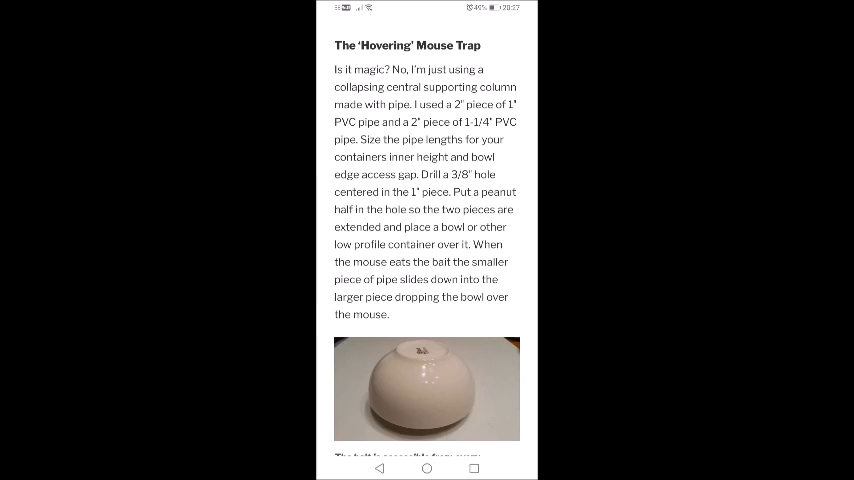 49% 20:27
The ‘Hovering’ Mouse Trap
Is it magic? No, I'm just using a
collapsing central supporting column
made with pipe. I used a 2" piece of 1"
PVC pipe and a 2" piece of 1-1/4" PVC
pipe. Size the pipe lengths for your
containers inner height and bowl
edge access gap. Drill a 3/8" hole
centered in the 1" piece. Put a peanut
half in the hole so the two pieces are
extended and place a bowl or other
low profile container over it. When
the mouse eats the bait the smaller
piece of pipe slides down into the
larger piece dropping the bowl over
the mouse.